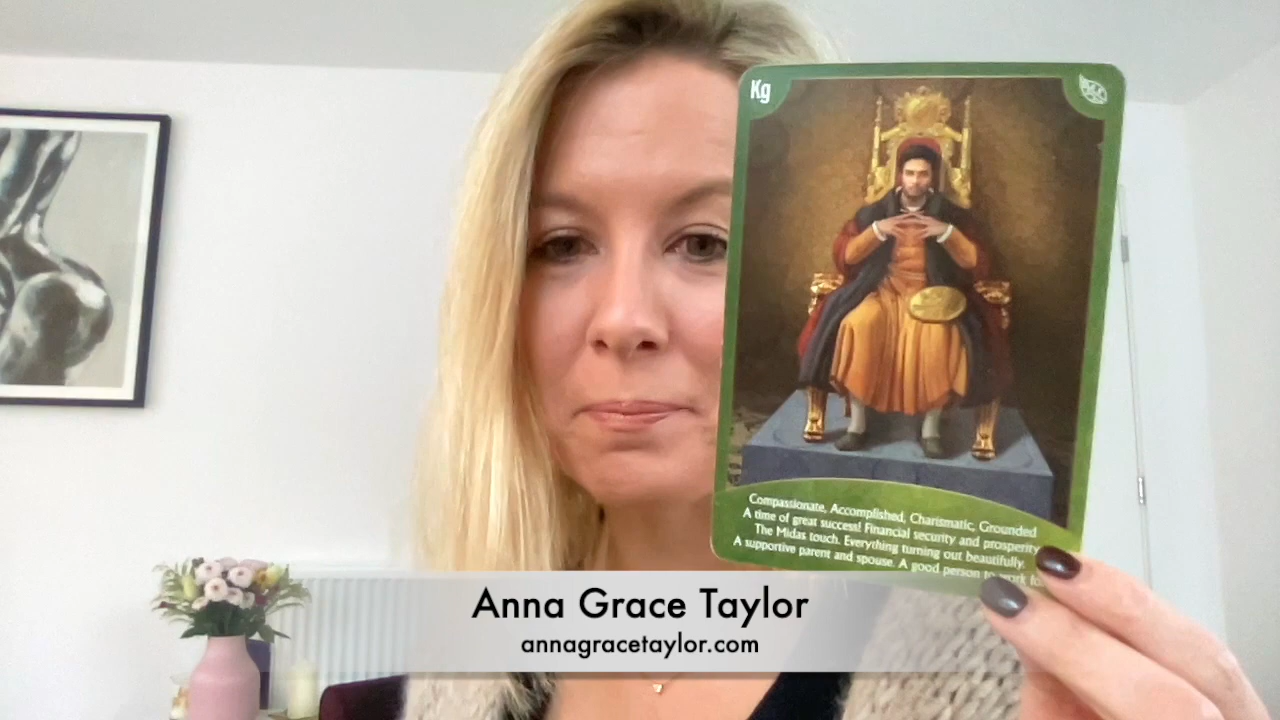 Kg
Compassionate, Accomplished, Charismatic, Grounded
A time of great success! Financial security and prosperity
The Midas touch. Everything turning out beautifully.
A supportive parent and spouse. A good person to work fo
Anna Grace Taylor
annagracetaylor.com